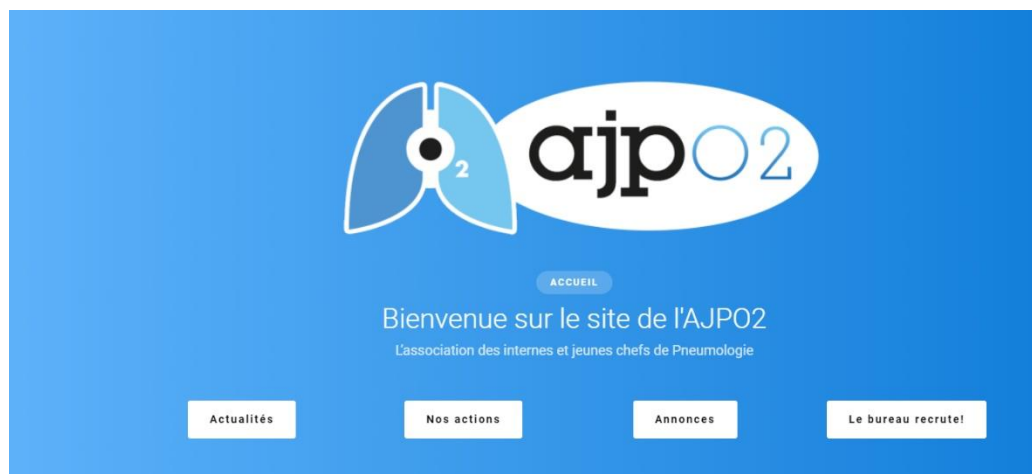 2
ajpO2
ACCUEIL
Bienvenue sur le site de l'AJPO2
L'association des internes et jeunes chefs de Pneumologie
Actualités
Nos actions
Annonces
Le bureau recrute!